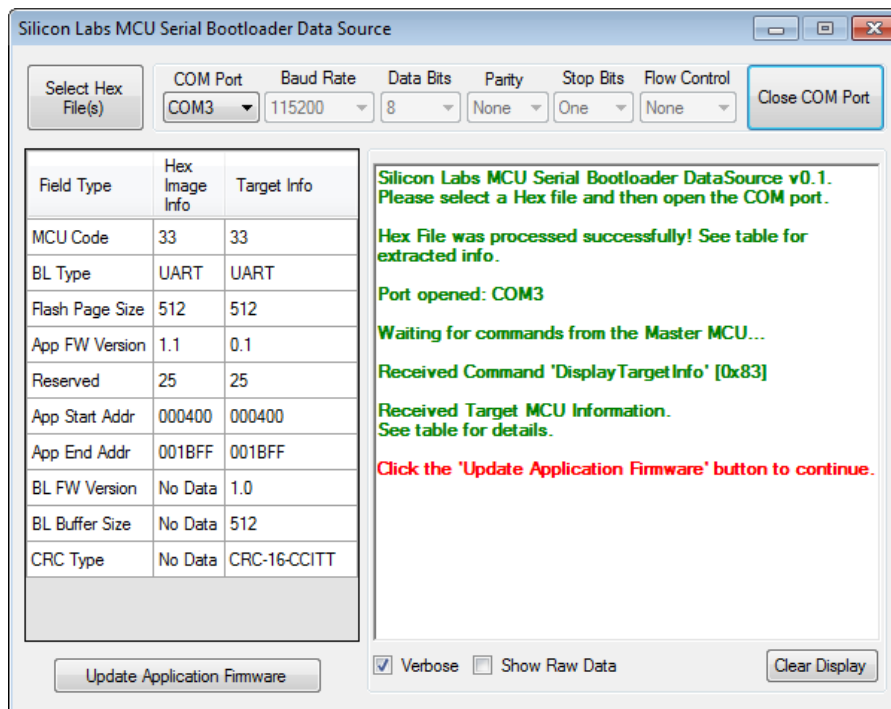 Silicon Labs MCU Serial Bootloader Data Source
Select Hex
File(s)
COM Port Baud Rate Data Bits Parity Stop Bits Flow Control
COM3 115200 8 None One None
Close COM Port
Field Type Hex Image Info Target Info
MCU Code 33 33
BL Type UART UART
Flash Page Size 512 512
App FW Version 1.1 0.1
Reserved 25 25
App Start Addr 000400 000400
App End Addr 001BFF 001BFF
BL FW Version No Data 1.0
BL Buffer Size No Data 512
CRC Type No Data CRC-16-CCITT
Update Application Firmware
Silicon Labs MCU Serial Bootloader DataSource v0.1.
Please select a Hex file and then open the COM port.
Hex File was processed successfully! See table for
extracted info.
Port opened: COM3
Waiting for commands from the Master MCU...
Received Command 'DisplayTargetInfo' [0x83]
Received Target MCU Information.
See table for details.
Click the 'Update Application Firmware' button to continue.
Verbose Show Raw Data Clear Display